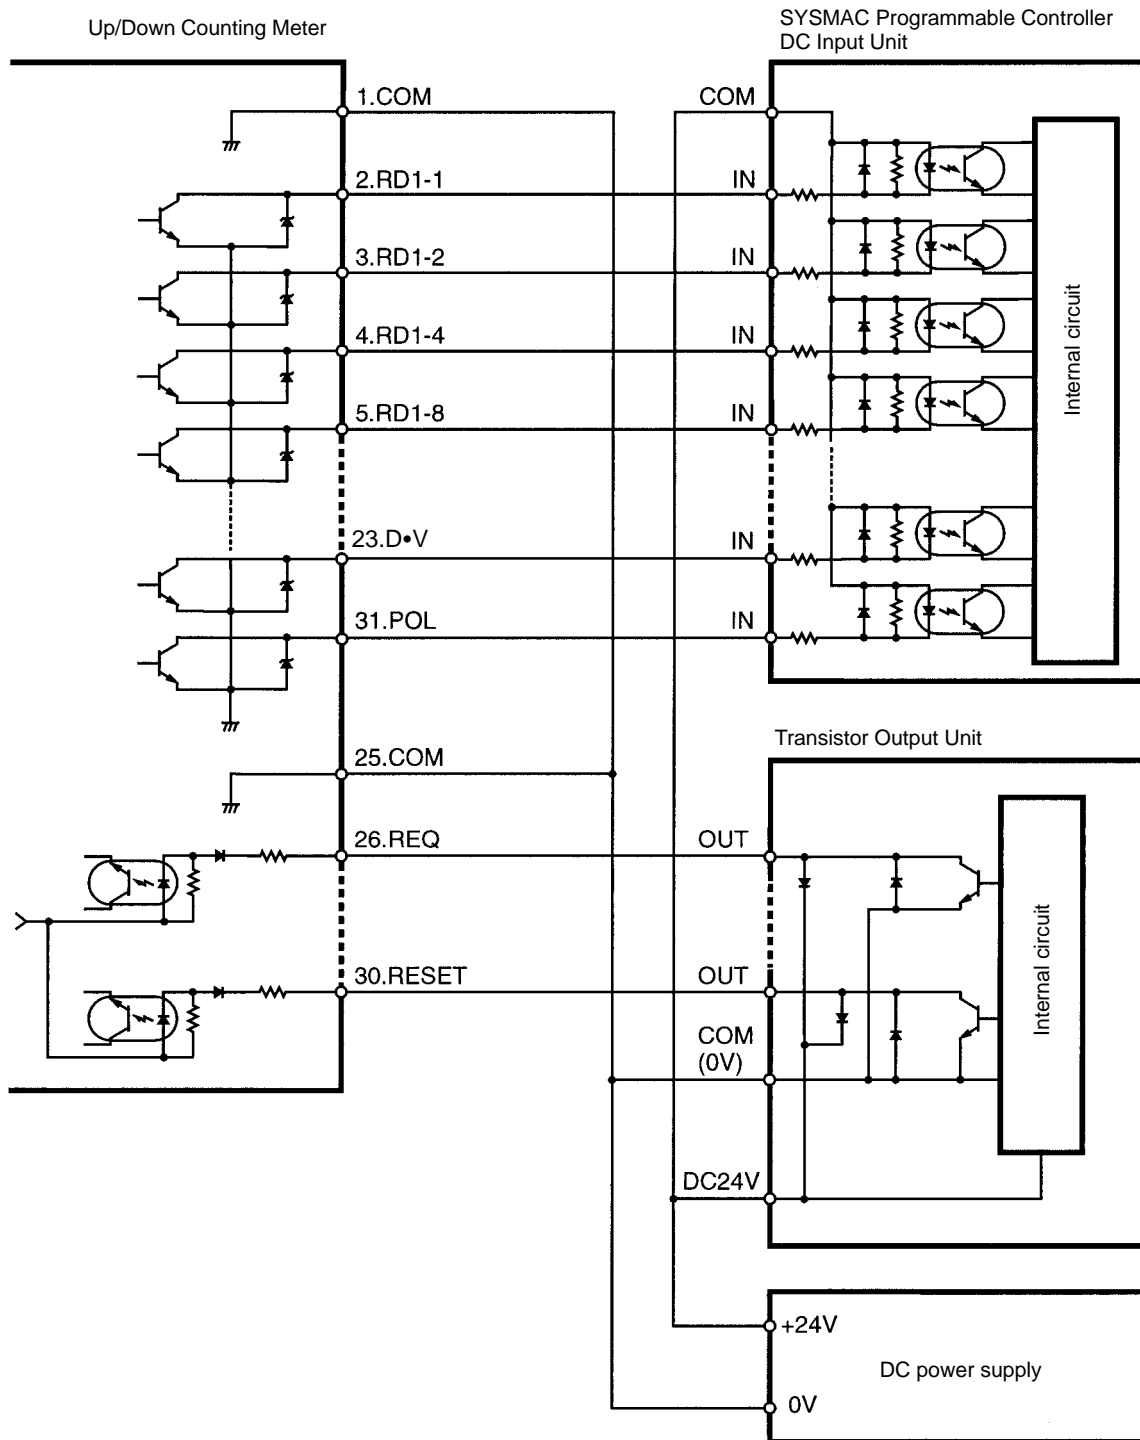 Up/Down Counting Meter
SYSMAC Programmable Controller
DC Input Unit
1.COM
COM
2.RD1-1
IN
3.RD1-2
IN
4.RD1-4
IN
5.RD1-8
IN
Internal circuit
23.D•V
IN
31.POL
IN
Transistor Output Unit
25.COM
26.REQ
OUT
30.RESET
OUT
COM
(0V)
Internal circuit
DC24V
+24V
DC power supply
0V